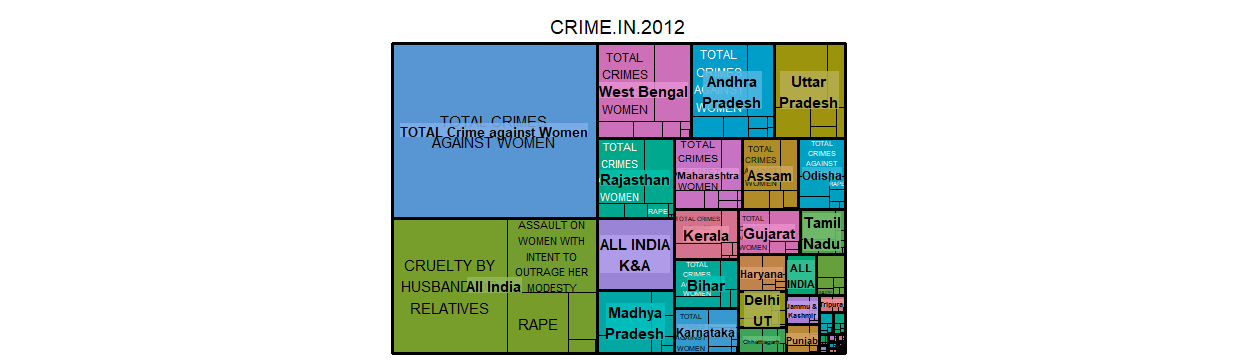 CRIME.IN.2012
TOTAL CRIMES
AGAINST WOMEN
TOTAL Crime against Women
TOTAL
CRIMES
WOMEN
West Bengal
TOTAL
CRIMES
AGAINST
WOMEN
Andhra
Pradesh
Uttar
Pradesh
TOTAL
CRIMES
WOMEN
Rajasthan
RAPE
TOTAL
CRIMES
WOMEN
Maharashtra
TOTAL
CRIMES
WOMEN
Assam
TOTAL
CRIMES
AGAINST
Odisha
RAPE
CRUELTY BY
HUSBAND
RELATIVES
All India
ASSAULT ON
WOMEN WITH
INTENT TO
OUTRAGE HER
MODESTY
RAPE
ALL INDIA
K&A
Madhya
Pradesh
TOTAL CRIMES
WOMEN
Kerala
TOTAL
WOMEN
Gujarat
Tamil
Nadu
TOTAL
CRIMES
WOMEN
Bihar
Haryana
ALL
INDIA
TOTAL
WOMEN
Karnataka
Delhi
UT
Jammu &
Kashmir
Tripura
Chhattisgarh
Punjab